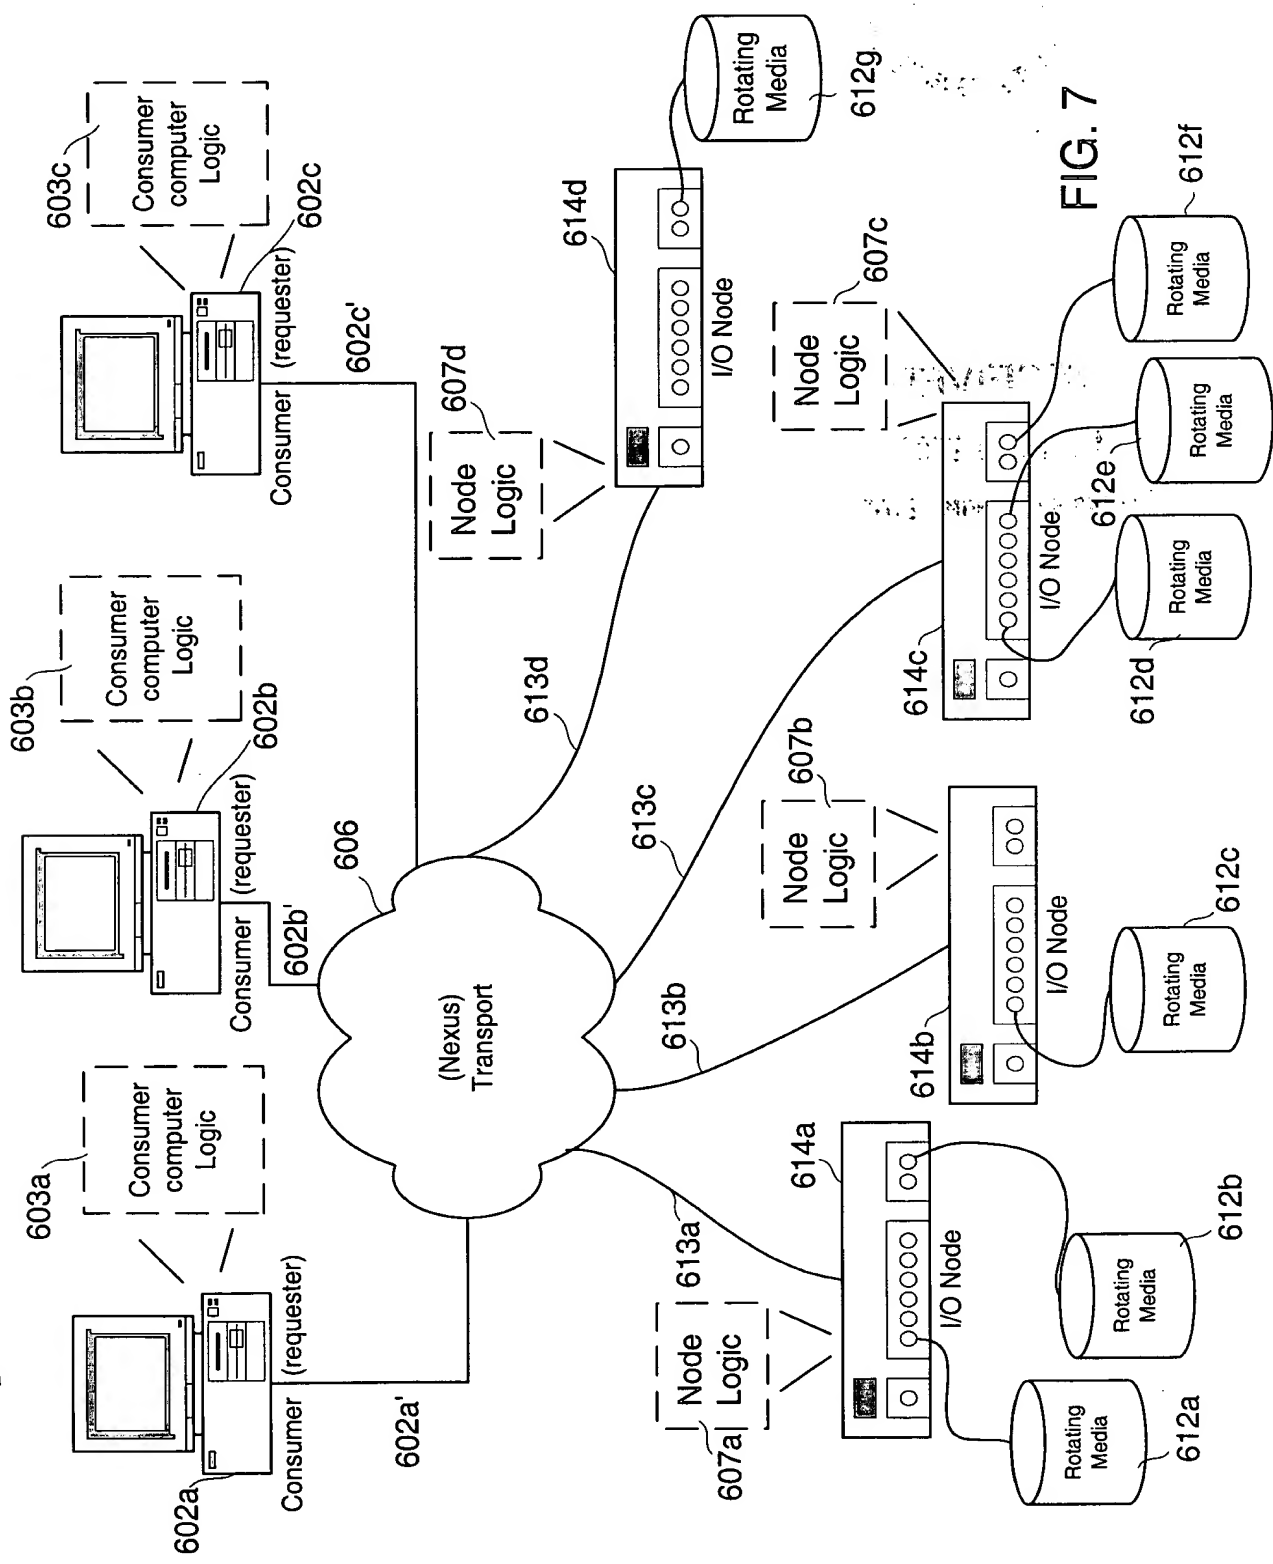 603a
Consumer
computer
Logic
602a
Consumer (requester)
602a'
603b
Consumer
computer
Logic
602b
Consumer (requester)
602b'
603c
Consumer
computer
Logic
602c
Consumer (requester)
602c'
606
(Nexus)
Transport
613a
613b
613c
613d
607a
Node
Logic
614a
I/O Node
607b
Node
Logic
614b
I/O Node
607c
Node
Logic
614c
I/O Node
607d
Node
Logic
614d
I/O Node
Rotating
Media
612a
Rotating
Media
612b
Rotating
Media
612c
Rotating
Media
612d
Rotating
Media
612e
Rotating
Media
612f
Rotating
Media
612g
FIG. 7